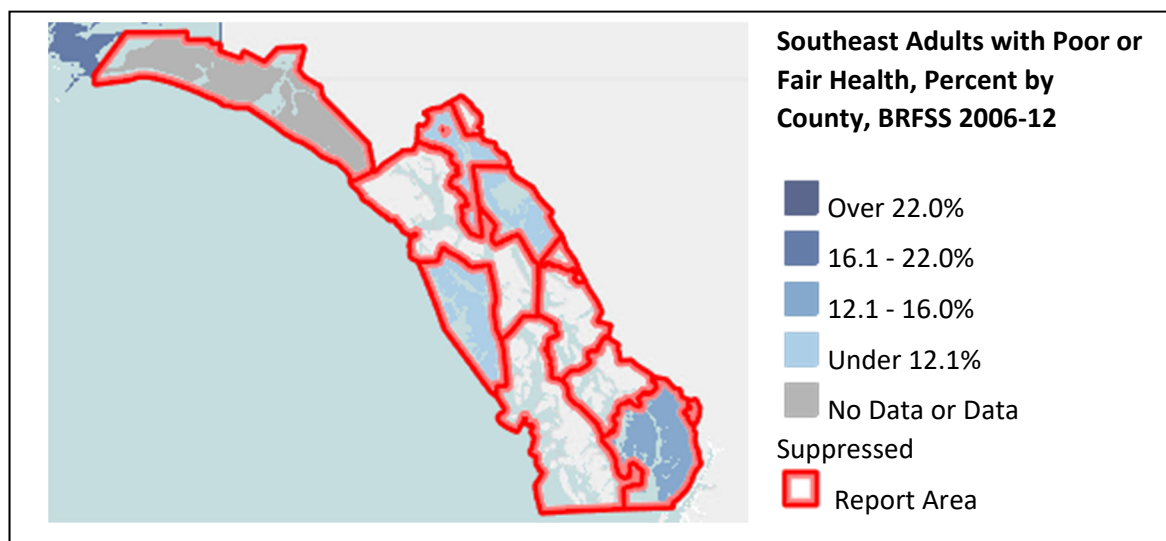 Southeast Adults with Poor or
Fair Health, Percent by
County, BRFSS 2006-12
Over 22.0%
16.1 - 22.0%
12.1 - 16.0%
Under 12.1%
No Data or Data
Suppressed
Report Area